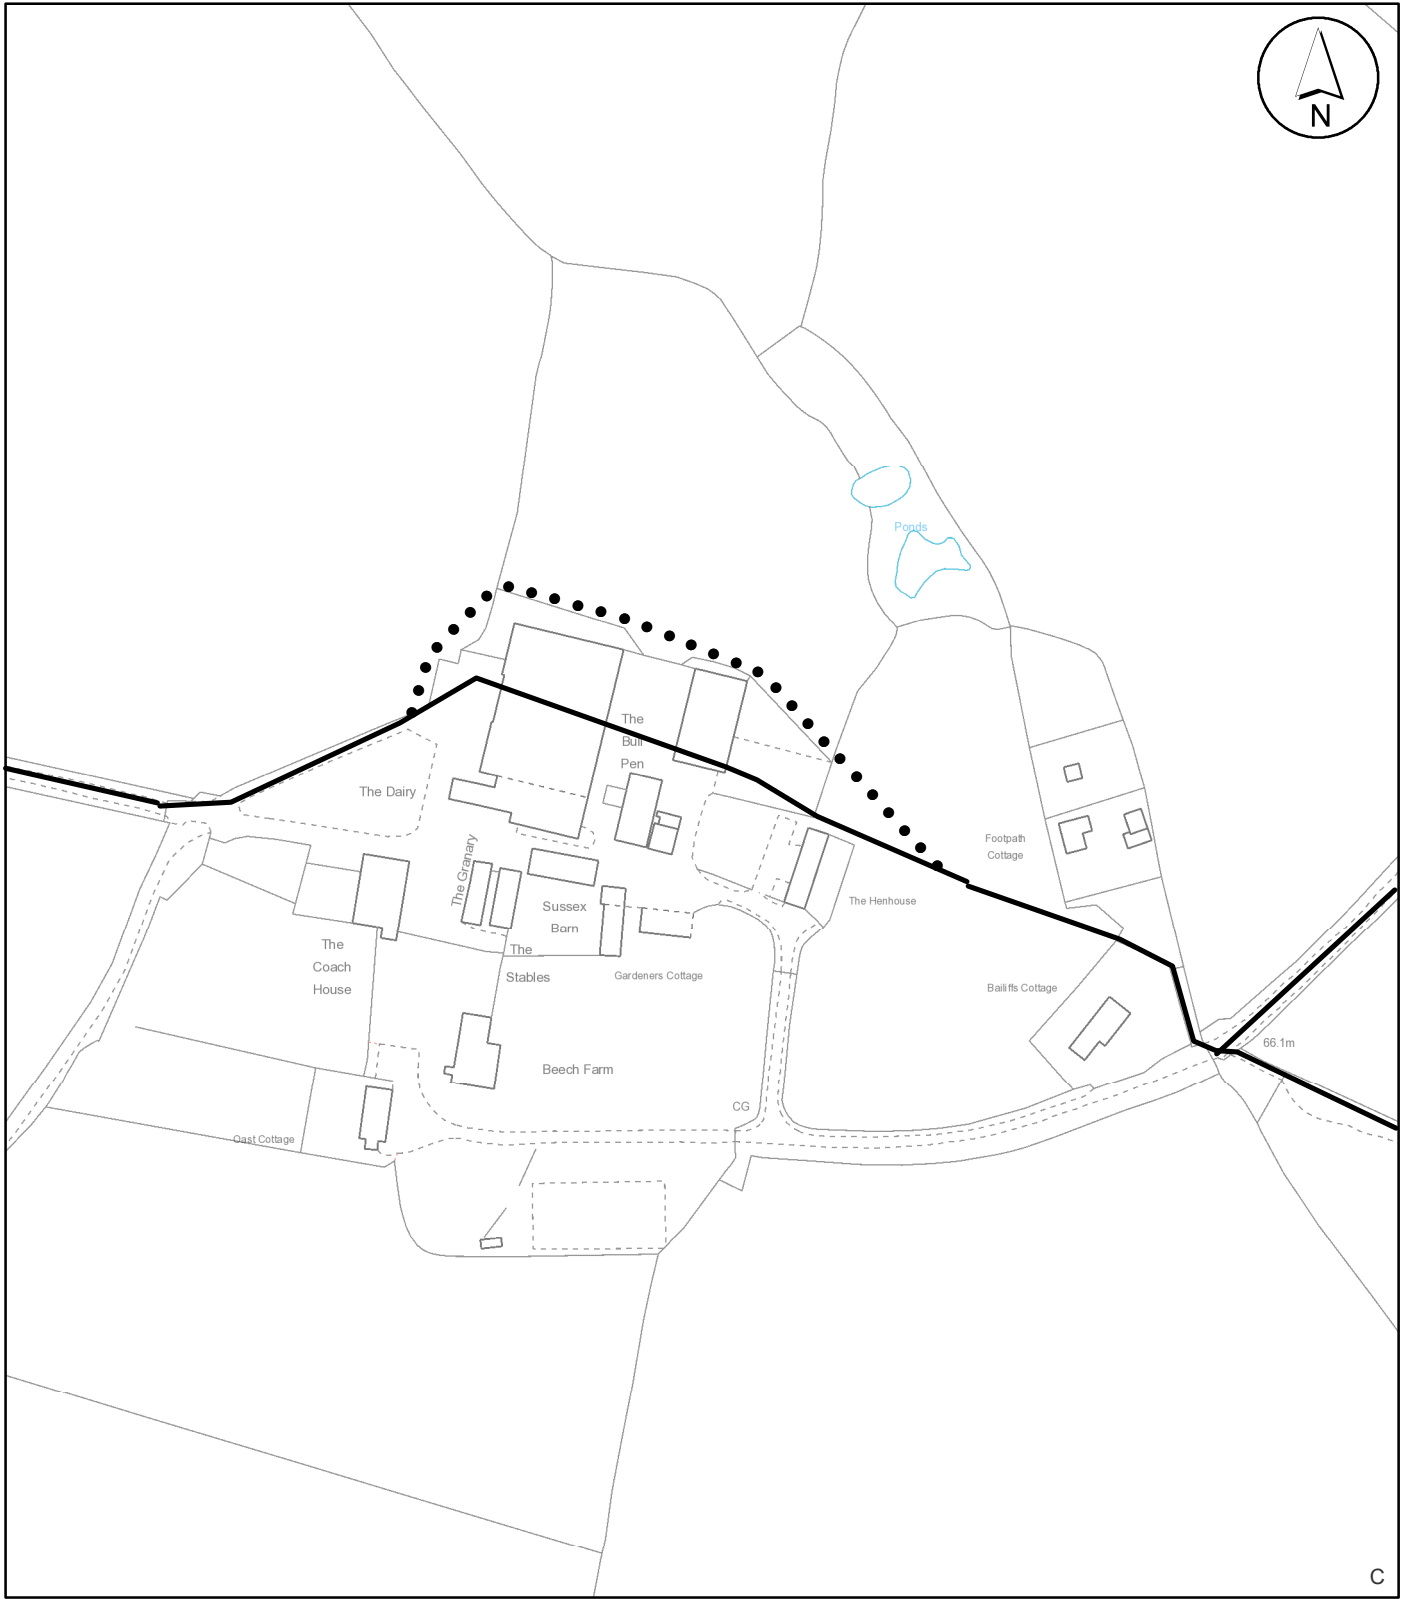 N
Ponds
The
Bull
Pen
The Dairy
The Granary
Footpath
Cottage
The Henhouse
Sussex
Barn
The
Coach
House
The
Stables
Gardeners Cottage
Bailiffs Cottage
66.1m
Beech Farm
CG
Oast Cottage
C